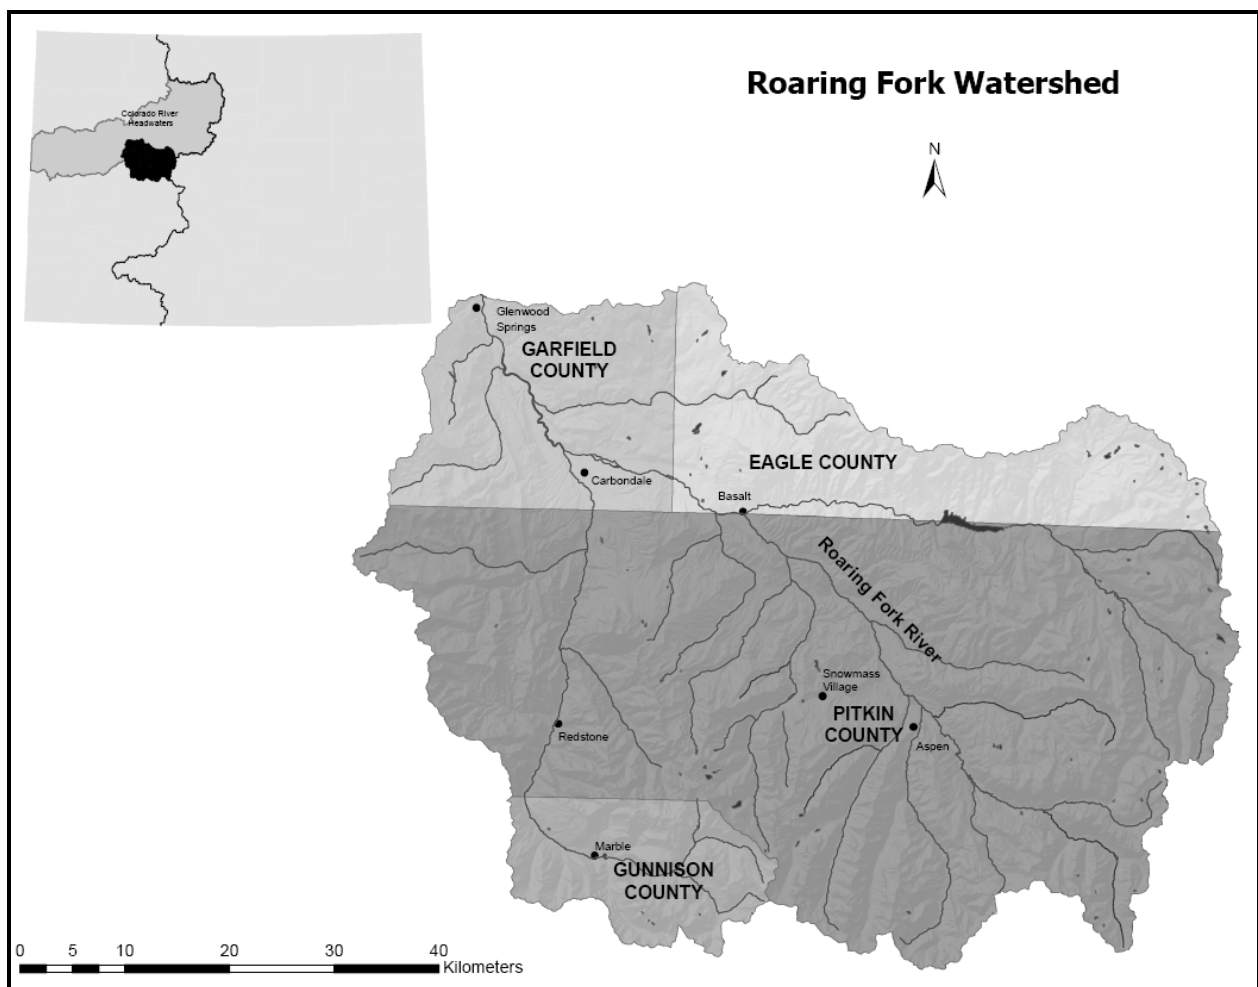 Roaring Fork Watershed
Colorado River
Headwaters
N
Glenwood
Springs
GARFIELD
COUNTY
EAGLE COUNTY
Carbondale
Basalt
Roaring Fork River
Snowmass
Village
PITKIN
COUNTY
Redstone
Aspen
Marble
GUNNISON
COUNTY
0 5 10 20 30 40
Kilometers